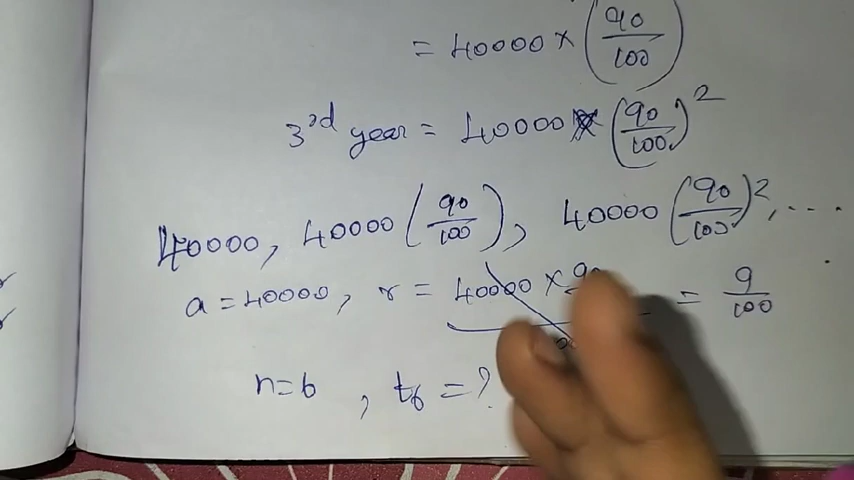 = 40000 × (90/100)
3rd year = 40000 × (90/100)^2
40000, 40000 (90/100), 40000 (90/100)^2, ....
a = 40000, r = 40000 × 90 = 9/100
n=6, t6 = ?